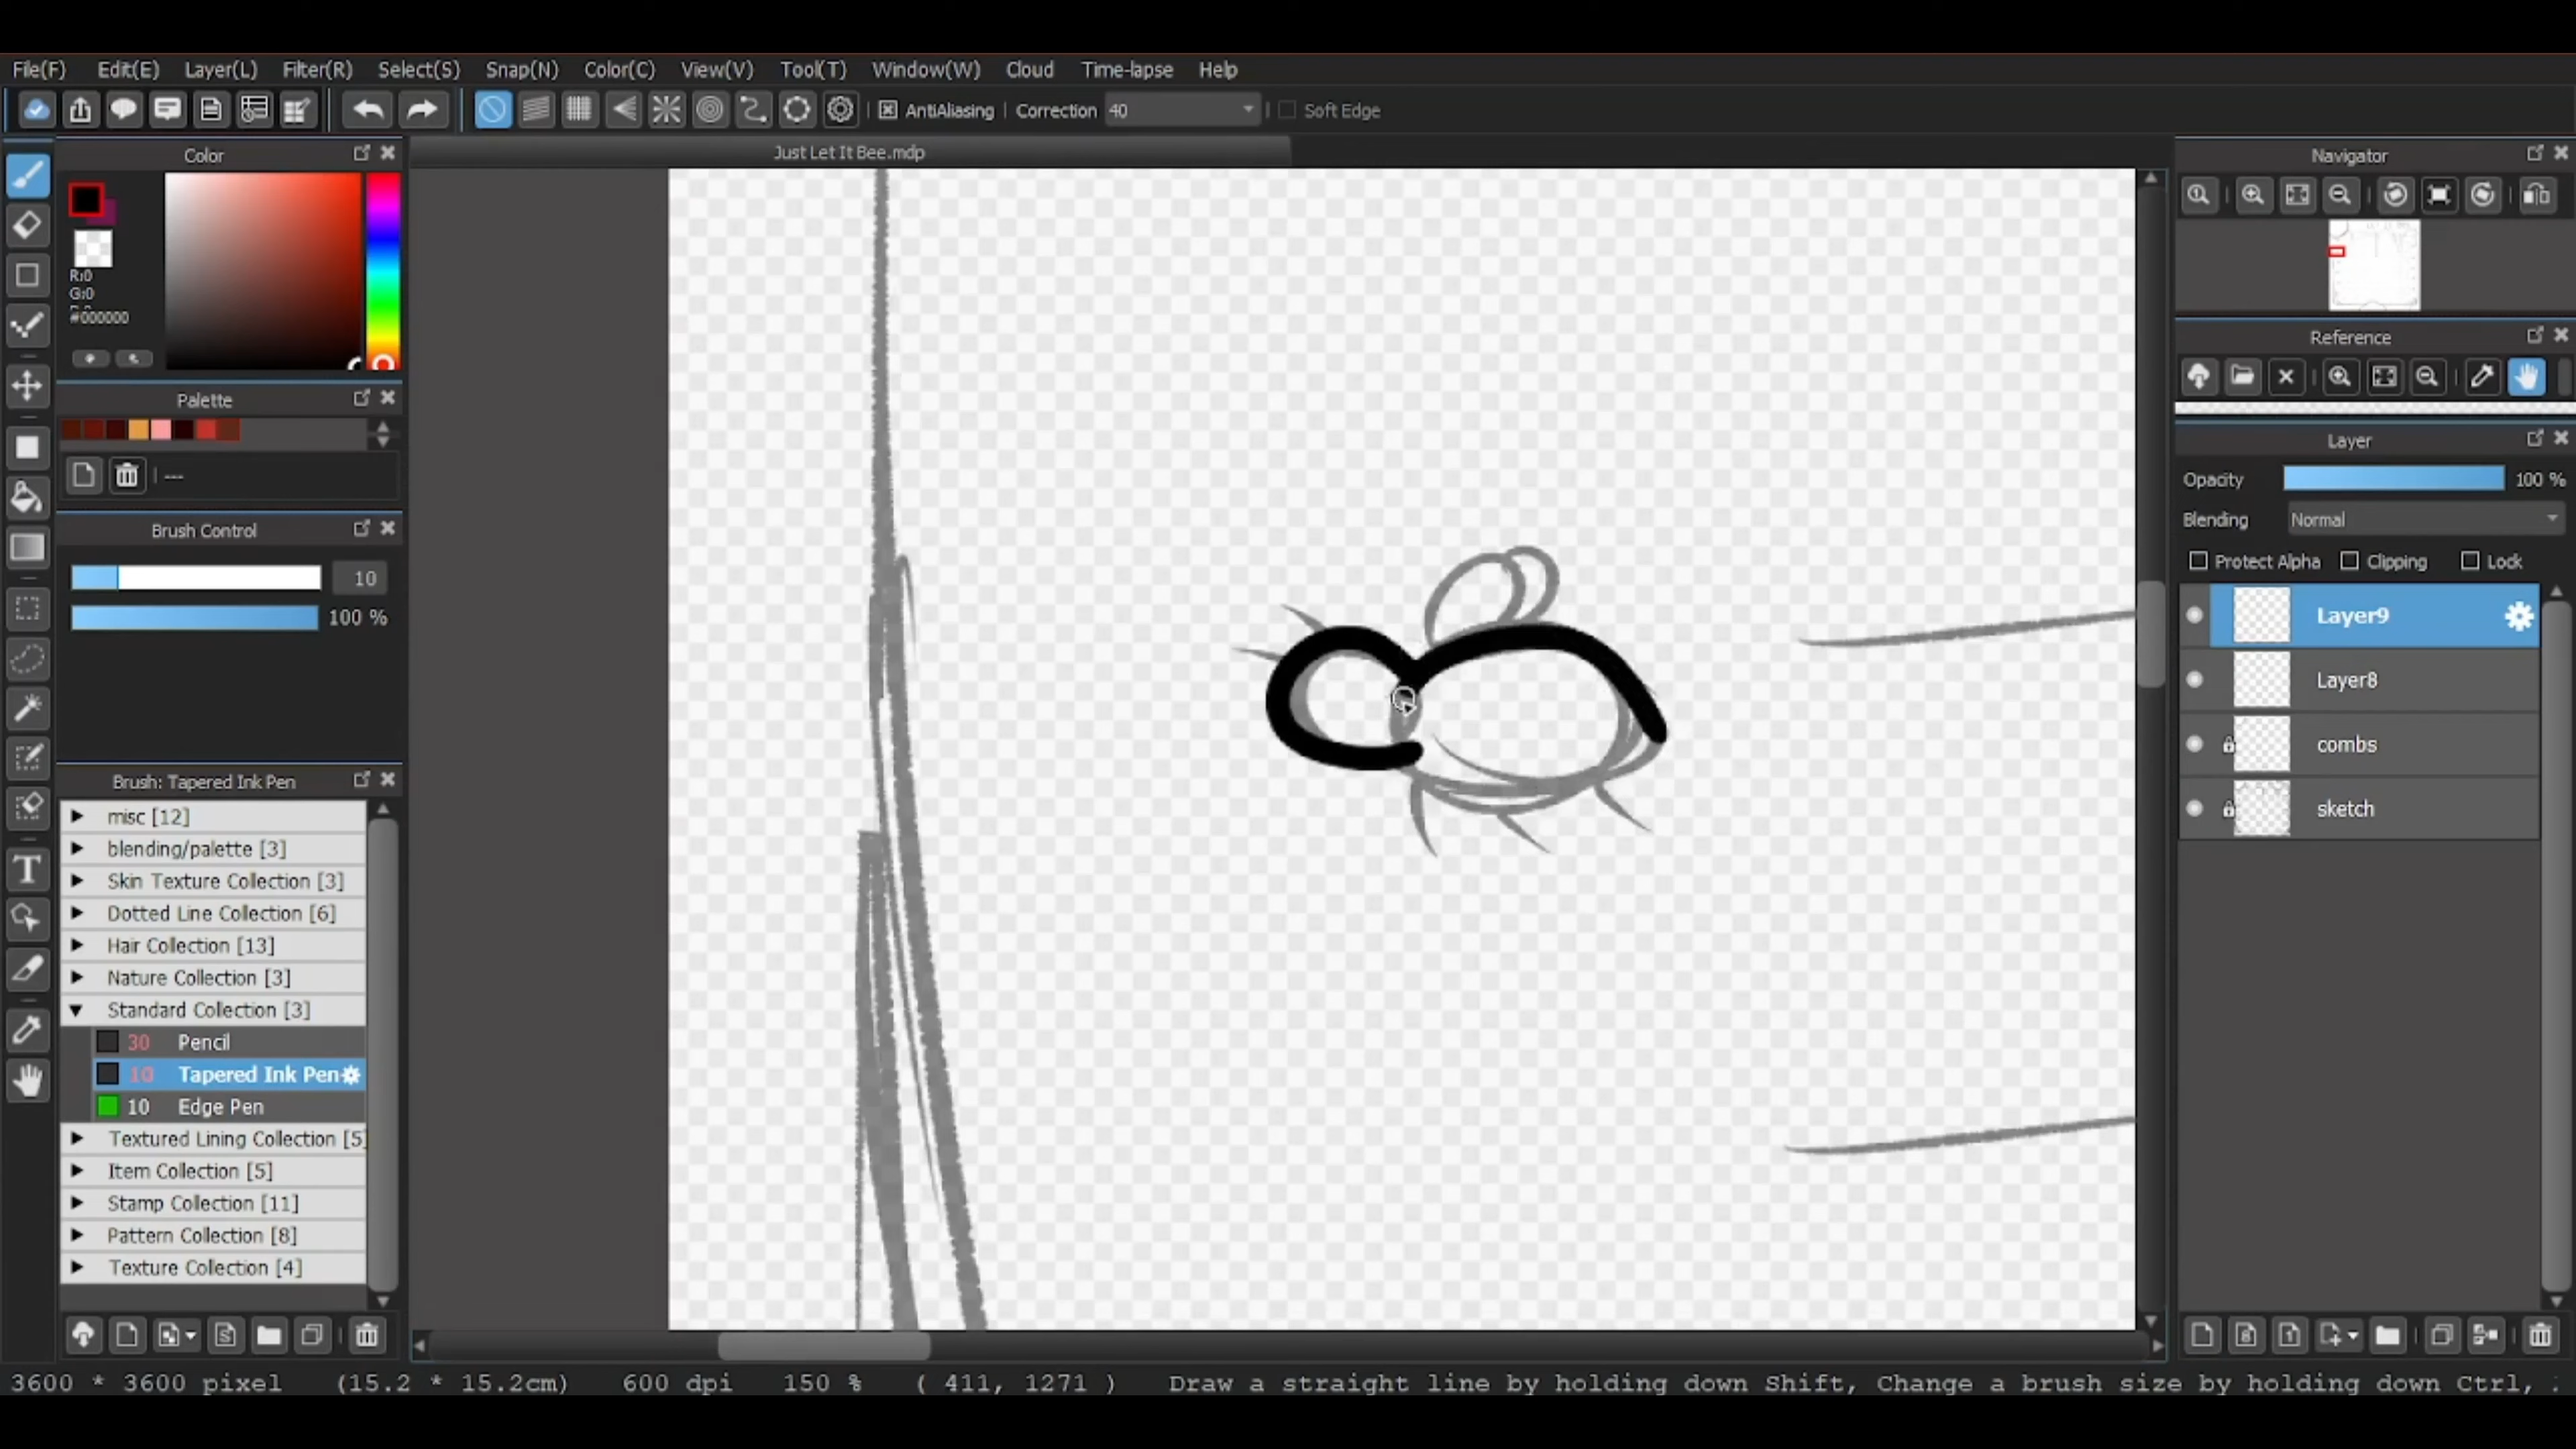 File(F) Edit(E) Layer(L) Filter(R) Select(S) Snap(N) Color(C) View(V) Tool(T) Window(W) Cloud Time-lapse Help
AntiAliasing Correction 40 Soft Edge
Just Let It Bee.mdp
Color
R:0
G:0
#000000
Palette
---
Brush Control
10
100 %
Brush: Tapered Ink Pen
misc [12]
blending/palette [3]
Skin Texture Collection [3]
Dotted Line Collection [6]
Hair Collection [13]
Nature Collection [3]
Standard Collection [3]
30 Pencil
10 Tapered Ink Pen
10 Edge Pen
Textured Lining Collection [5]
Item Collection [5]
Stamp Collection [11]
Pattern Collection [8]
Texture Collection [4]
Navigator
Reference
Layer
Opacity 100 %
Blending Normal
Protect Alpha Clipping Lock
Layer9
Layer8
combs
sketch
3600 * 3600 pixel (15.2 * 15.2cm) 600 dpi 150 % ( 411, 1271 ) Draw a straight line by holding down Shift, Change a brush size by holding down Ctrl,